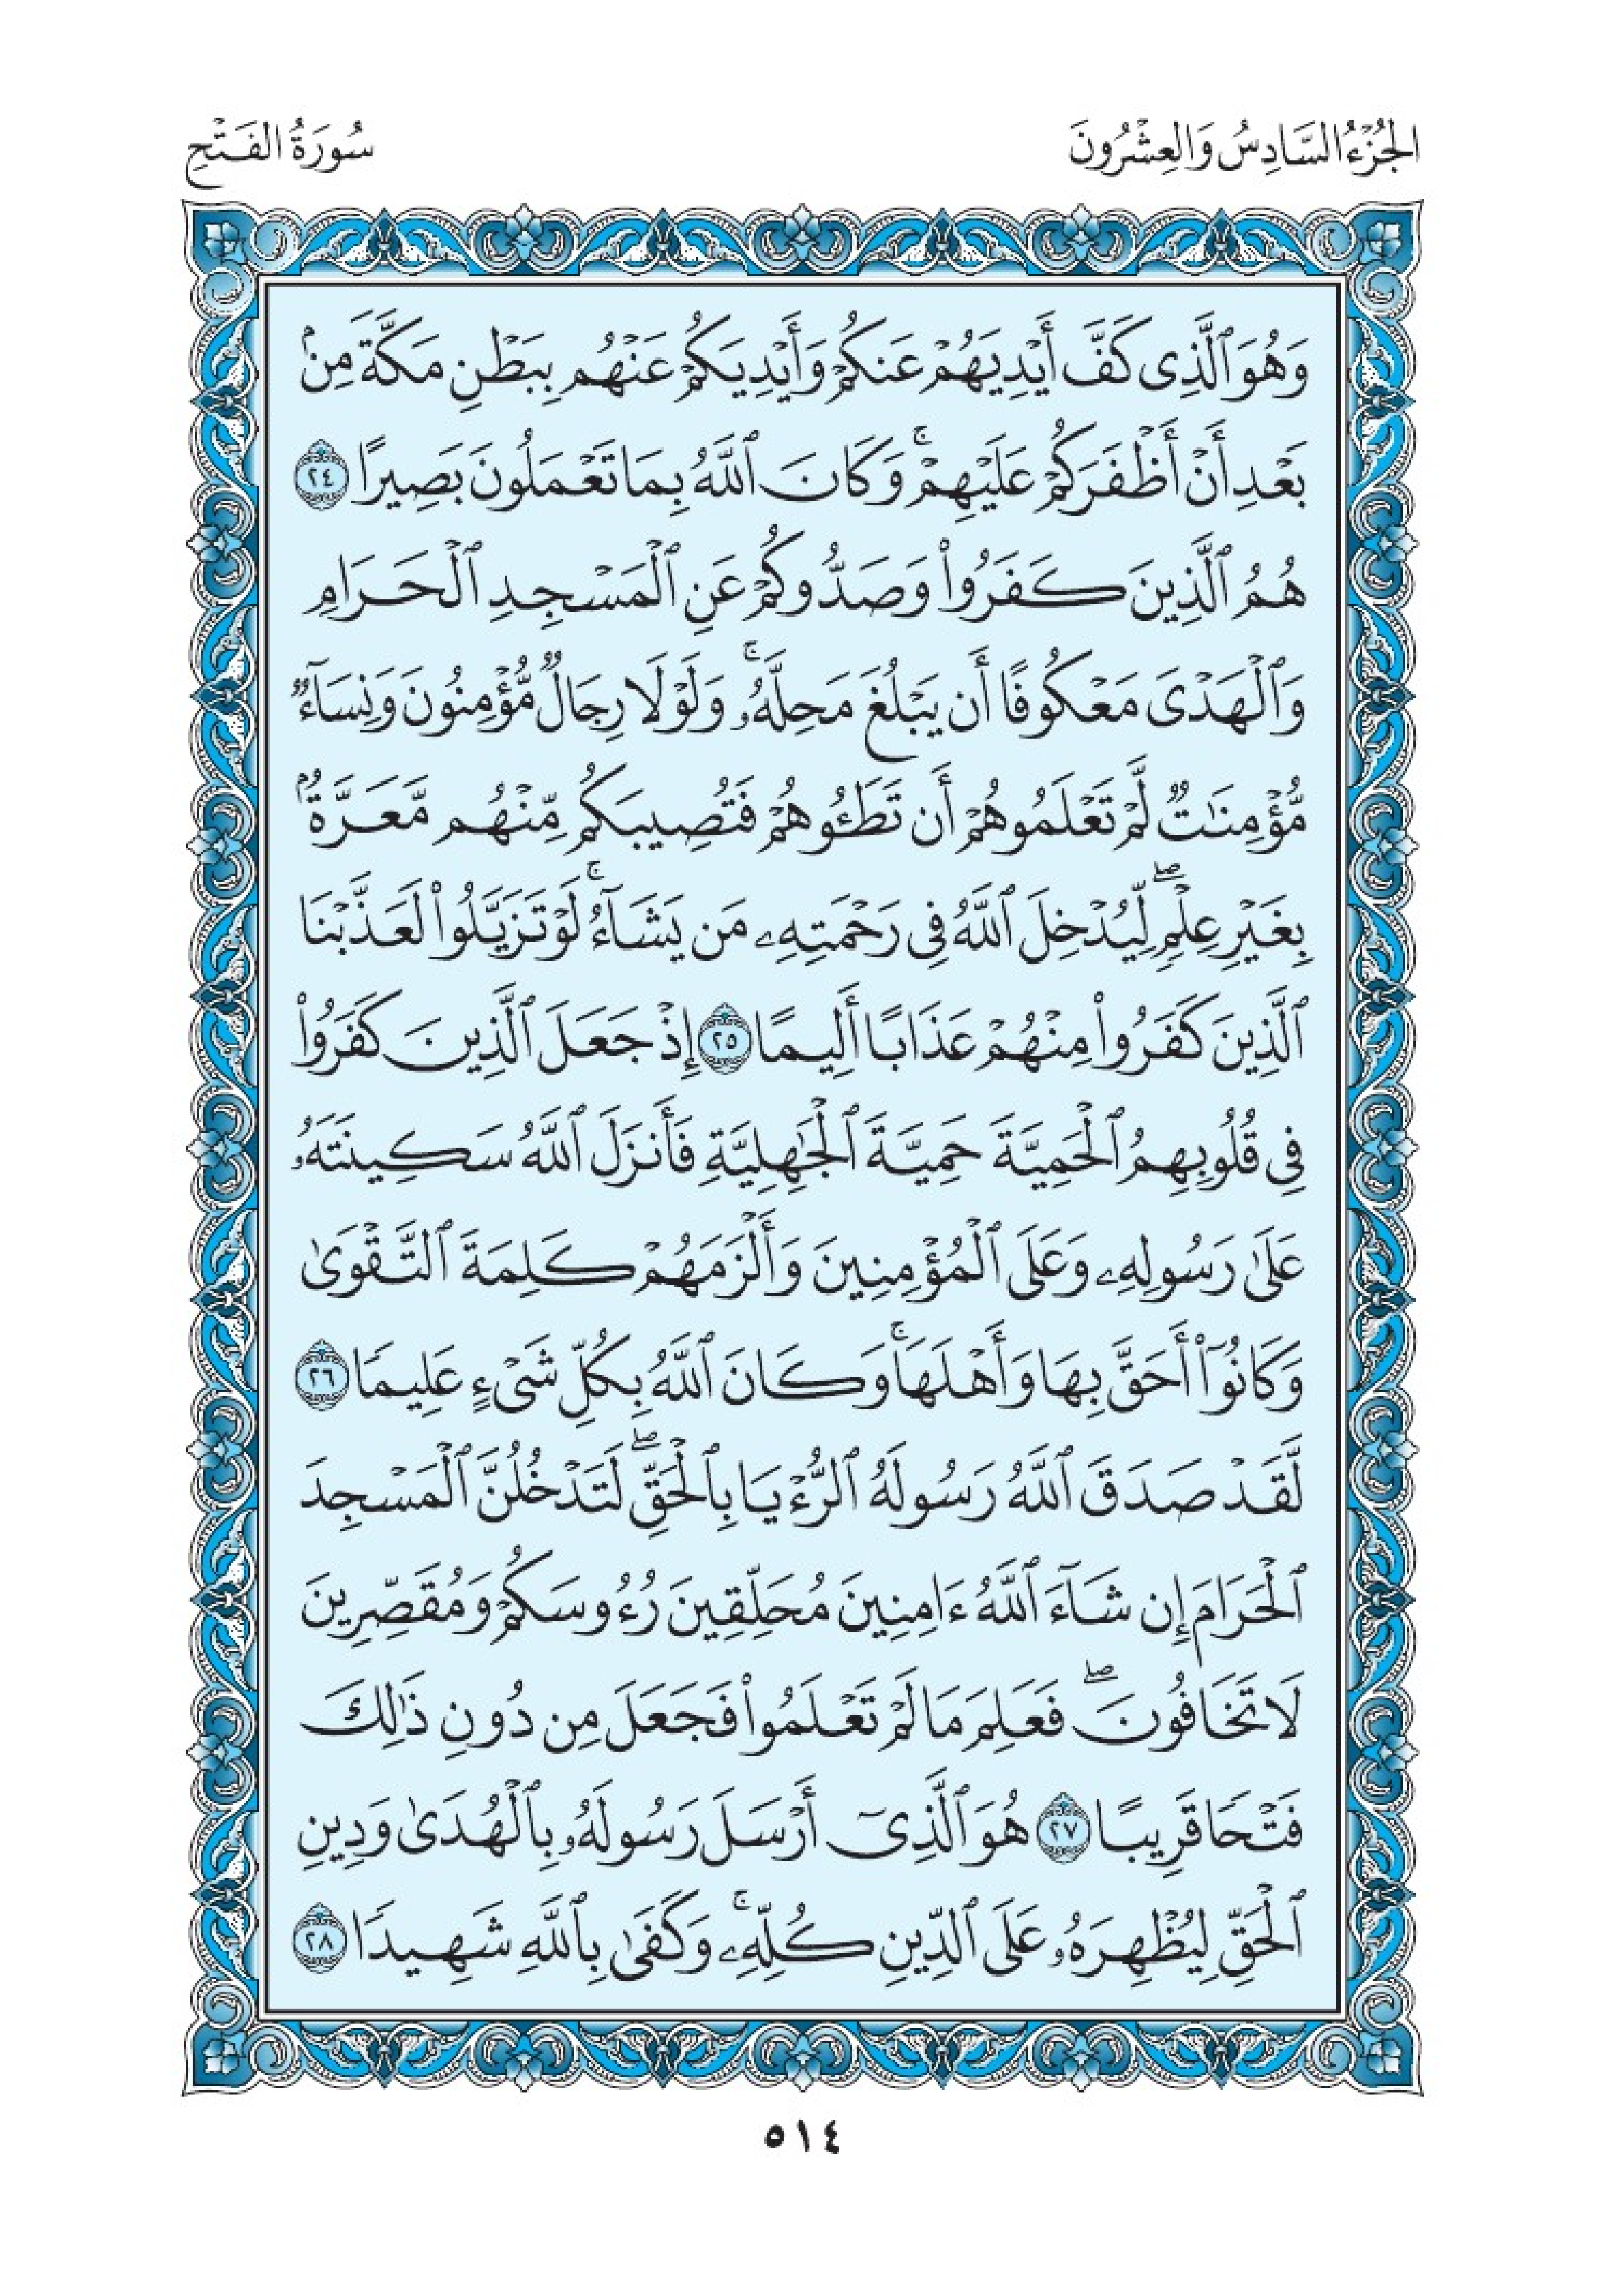 الجُزْءُ السَّادِسُ وَالعِشْرُونَ
سُورَةُ الفَتْحِ
وَهُوَ ٱلَّذِى كَفَّ أَيْدِيَهُمْ عَنكُمْ وَأَيْدِيَكُمْ عَنْهُم بِبَطْنِ مَكَّةَ مِنۢ
بَعْدِ أَنْ أَظْفَرَكُمْ عَلَيْهِمْ ۚ وَكَانَ ٱللَّهُ بِمَا تَعْمَلُونَ بَصِيرًا ٢٤
هُمُ ٱلَّذِينَ كَفَرُوا۟ وَصَدُّوكُمْ عَنِ ٱلْمَسْجِدِ ٱلْحَرَامِ
وَٱلْهَدْىَ مَعْكُوفًا أَن يَبْلُغَ مَحِلَّهُۥ ۚ وَلَوْلَا رِجَالٌ مُّؤْمِنُونَ وَنِسَآءٌ
مُّؤْمِنَـٰتٌ لَّمْ تَعْلَمُوهُمْ أَن تَطَـُٔوهُمْ فَتُصِيبَكُم مِّنْهُم مَّعَرَّةٌۢ
بِغَيْرِ عِلْمٍ ۖ لِّيُدْخِلَ ٱللَّهُ فِى رَحْمَتِهِۦ مَن يَشَآءُ ۚ لَوْ تَزَيَّلُوا۟ لَعَذَّبْنَا
ٱلَّذِينَ كَفَرُوا۟ مِنْهُمْ عَذَابًا أَلِيمًا ٢٥ إِذْ جَعَلَ ٱلَّذِينَ كَفَرُوا۟
فِى قُلُوبِهِمُ ٱلْحَمِيَّةَ حَمِيَّةَ ٱلْجَـٰهِلِيَّةِ فَأَنزَلَ ٱللَّهُ سَكِينَتَهُۥ
عَلَىٰ رَسُولِهِۦ وَعَلَى ٱلْمُؤْمِنِينَ وَأَلْزَمَهُمْ كَلِمَةَ ٱلتَّقْوَىٰ
وَكَانُوٓا۟ أَحَقَّ بِهَا وَأَهْلَهَا ۚ وَكَانَ ٱللَّهُ بِكُلِّ شَىْءٍ عَلِيمًا ٢٦
لَّقَدْ صَدَقَ ٱللَّهُ رَسُولَهُ ٱلرُّءْيَا بِٱلْحَقِّ ۖ لَتَدْخُلُنَّ ٱلْمَسْجِدَ
ٱلْحَرَامَ إِن شَآءَ ٱللَّهُ ءَامِنِينَ مُحَلِّقِينَ رُءُوسَكُمْ وَمُقَصِّرِينَ
لَا تَخَافُونَ ۖ فَعَلِمَ مَا لَمْ تَعْلَمُوا۟ فَجَعَلَ مِن دُونِ ذَٰلِكَ
فَتْحًا قَرِيبًا ٢٧ هُوَ ٱلَّذِىٓ أَرْسَلَ رَسُولَهُۥ بِٱلْهُدَىٰ وَدِينِ
ٱلْحَقِّ لِيُظْهِرَهُۥ عَلَى ٱلدِّينِ كُلِّهِۦ ۚ وَكَفَىٰ بِٱللَّهِ شَهِيدًا ٢٨
٥١٤